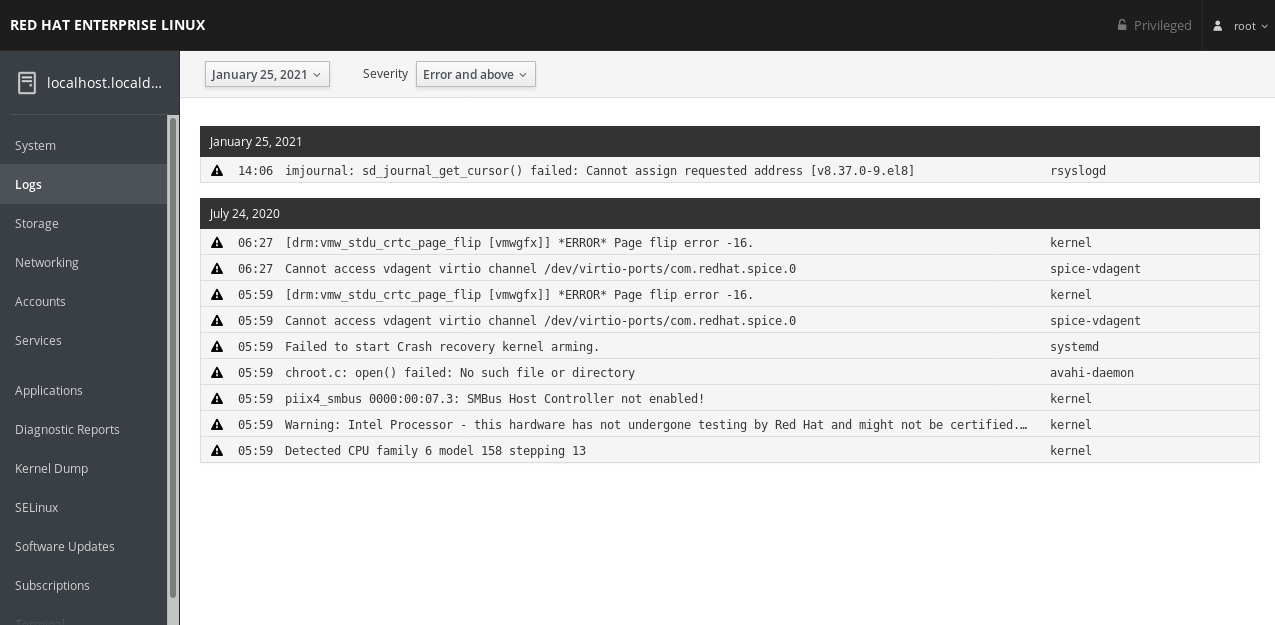 RED HAT ENTERPRISE LINUX
Privileged
root
localhost.locald...
January 25, 2021
Severity
Error and above
System
Logs
Storage
Networking
Accounts
Services
Applications
Diagnostic Reports
Kernel Dump
SELinux
Software Updates
Subscriptions
Terminal
January 25, 2021
14:06 imjournal: sd_journal_get_cursor() failed: Cannot assign requested address [v8.37.0-9.el8] rsyslogd
July 24, 2020
06:27 [drm:vmw_stdu_crtc_page_flip [vmwgfx]] *ERROR* Page flip error -16. kernel
06:27 Cannot access vdagent virtio channel /dev/virtio-ports/com.redhat.spice.0 spice-vdagent
05:59 [drm:vmw_stdu_crtc_page_flip [vmwgfx]] *ERROR* Page flip error -16. kernel
05:59 Cannot access vdagent virtio channel /dev/virtio-ports/com.redhat.spice.0 spice-vdagent
05:59 Failed to start Crash recovery kernel arming. systemd
05:59 chroot.c: open() failed: No such file or directory avahi-daemon
05:59 piix4_smbus 0000:00:07.3: SMBus Host Controller not enabled! kernel
05:59 Warning: Intel Processor - this hardware has not undergone testing by Red Hat and might not be certified.… kernel
05:59 Detected CPU family 6 model 158 stepping 13 kernel